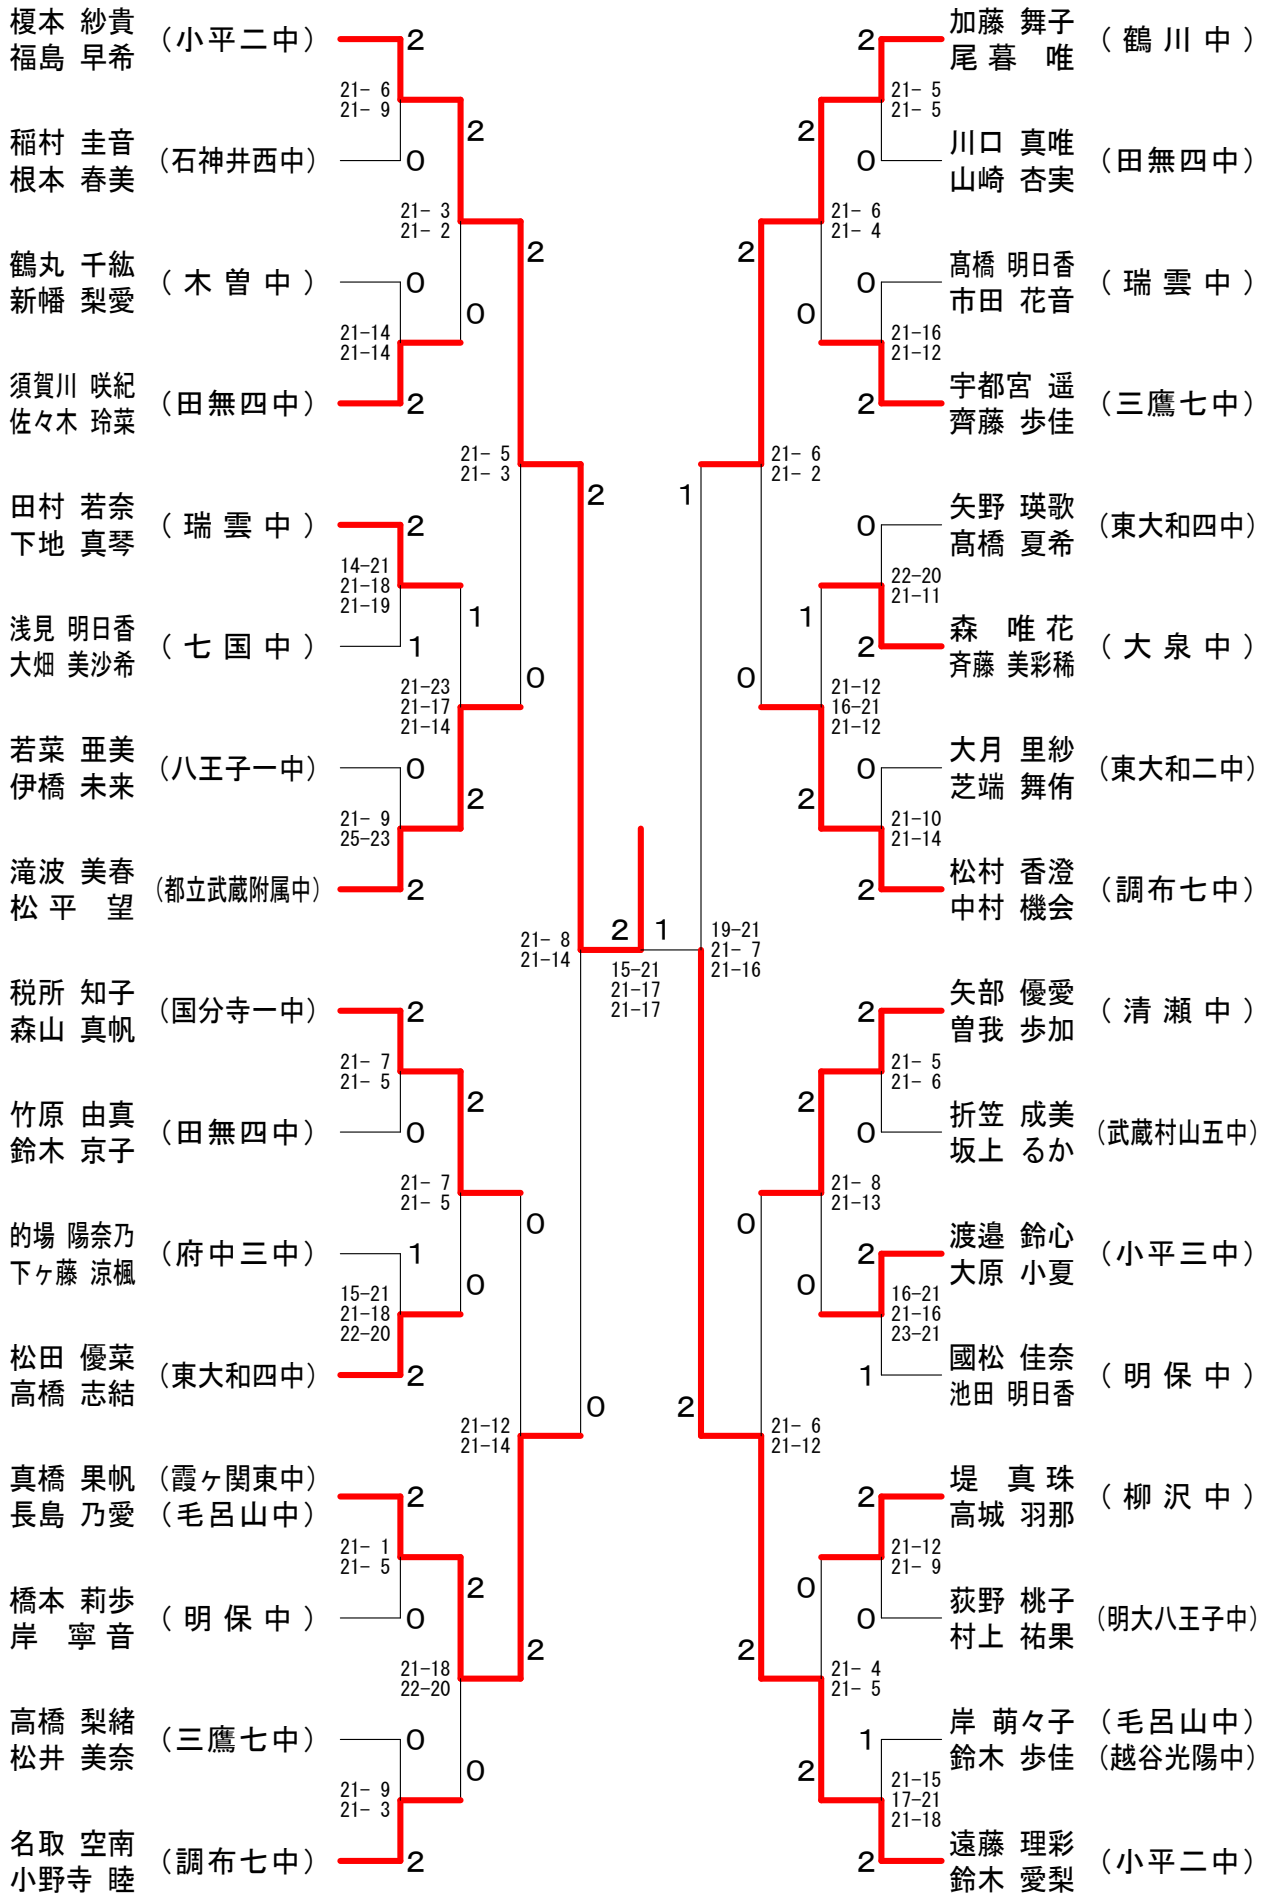 榎本 紗貴
福島 早希
（小平二中）
2
21- 6
21- 9
稲村 圭音
根本 春美
（石神井西中）
0
2
21- 3
21- 2
鶴丸 千紘
新幡 梨愛
（木曽中）
0
0
21-14
21-14
須賀川 咲紀
佐々木 玲菜
（田無四中）
2
2
21- 5
21- 3
田村 若奈
下地 真琴
（瑞雲中）
2
14-21
21-18
21-19
浅見 明日香
大畑 美沙希
（七国中）
1
1
21-23
21-17
21-14
若菜 亜美
伊橋 未来
（八王子一中）
0
2
21- 9
25-23
滝波 美春
松平 望
（都立武蔵附属中）
2
0
2
21- 8
21-14
税所 知子
森山 真帆
（国分寺一中）
2
21- 7
21- 5
竹原 由真
鈴木 京子
（田無四中）
0
2
21- 7
21- 5
的場 陽奈乃
下ヶ藤 涼楓
（府中三中）
1
0
15-21
21-18
22-20
松田 優菜
高橋 志結
（東大和四中）
2
0
21-12
21-14
真橋 果帆
長島 乃愛
（霞ヶ関東中）
（毛呂山中）
2
21- 1
21- 5
橋本 莉歩
岸 寧音
（明保中）
0
2
21-18
22-20
高橋 梨緒
松井 美奈
（三鷹七中）
0
0
21- 9
21- 3
名取 空南
小野寺 睦
（調布七中）
2
2
0
2
1
15-21
21-17
21-17
加藤 舞子
尾暮 唯
（鶴川中）
2
21- 5
21- 5
川口 真唯
山崎 杏実
（田無四中）
0
2
21- 6
21- 4
髙橋 明日香
市田 花音
（瑞雲中）
0
0
21-16
21-12
宇都宮 遥
齊藤 歩佳
（三鷹七中）
2
2
21- 6
21- 2
矢野 瑛歌
髙橋 夏希
（東大和四中）
0
22-20
21-11
森 唯花
斉藤 美彩稀
（大泉中）
2
1
21-12
16-21
21-12
大月 里紗
芝端 舞侑
（東大和二中）
0
2
21-10
21-14
松村 香澄
中村 機会
（調布七中）
2
0
1
19-21
21- 7
21-16
矢部 優愛
曽我 歩加
（清瀬中）
2
21- 5
21- 6
折笠 成美
坂上 るか
（武蔵村山五中）
0
2
21- 8
21-13
渡邉 鈴心
大原 小夏
（小平三中）
2
0
16-21
21-16
23-21
國松 佳奈
池田 明日香
（明保中）
1
0
21- 6
21-12
堤 真珠
高城 羽那
（柳沢中）
2
21-12
21- 9
荻野 桃子
村上 祐果
（明大八王子中）
0
0
21- 4
21- 5
岸 萌々子
鈴木 歩佳
（毛呂山中）
（越谷光陽中）
1
2
21-15
17-21
21-18
遠藤 理彩
鈴木 愛梨
（小平二中）
2
2
2